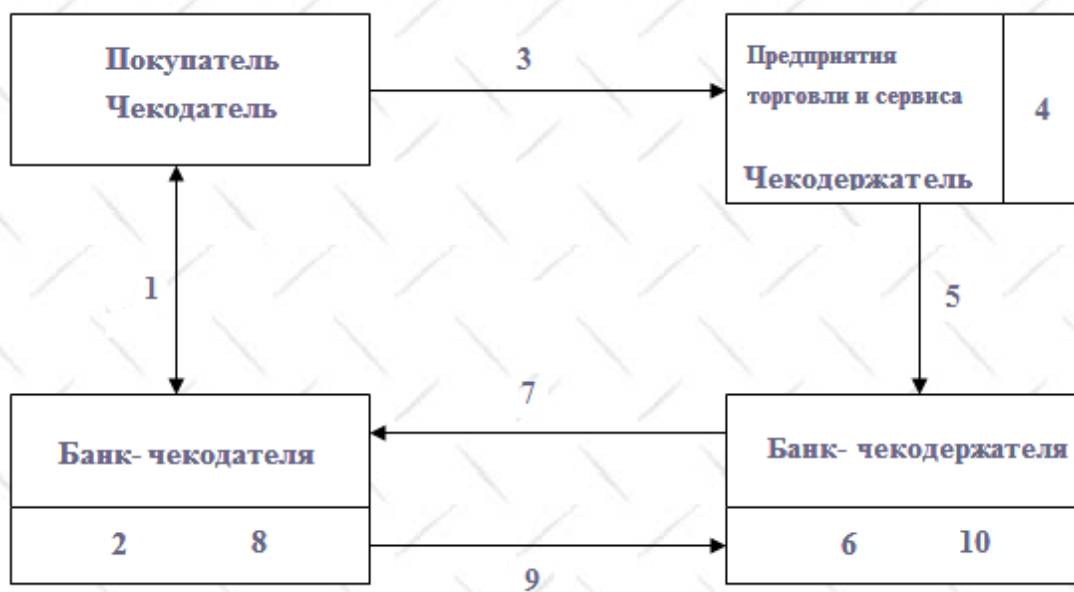 Покупатель
Чекодатель
3
Предприятия
торговли и сервиса
Чекодержатель
4
1
5
7
Банк- чекодателя
2 8
9
Банк- чекодержателя
6 10